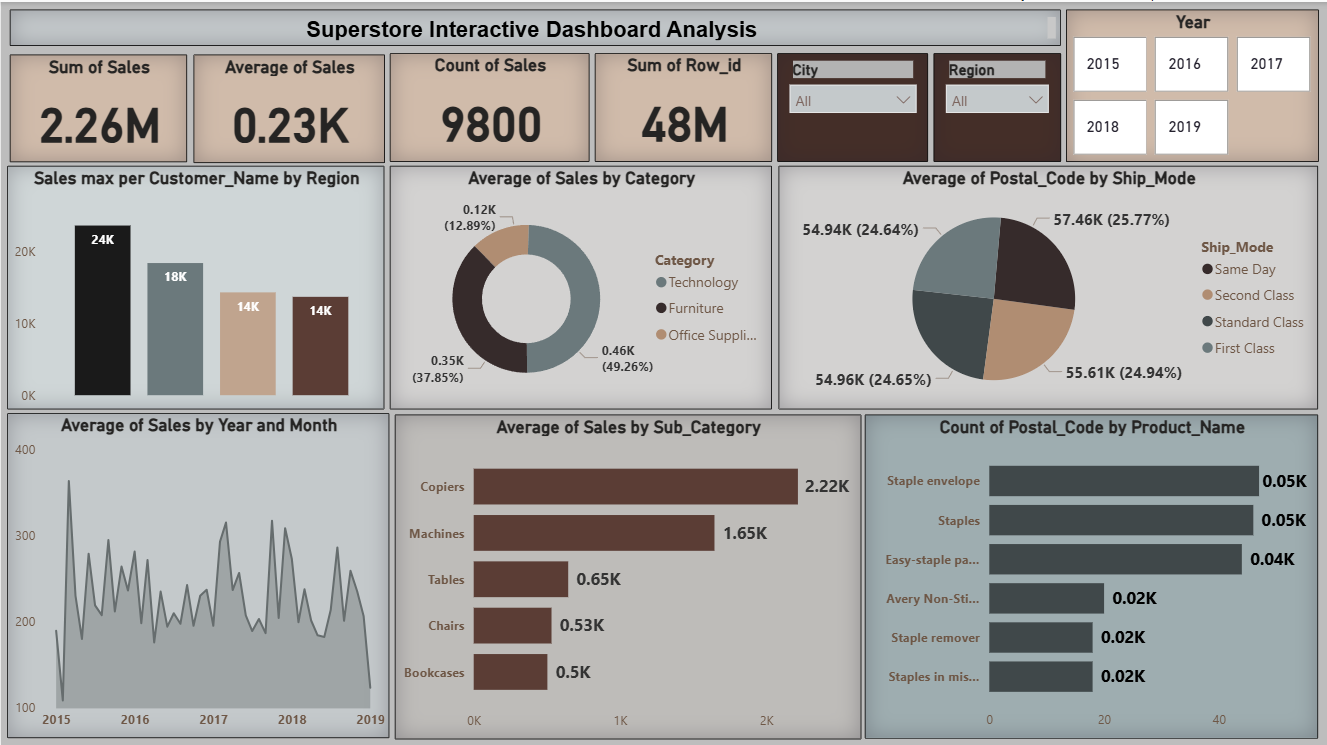 Superstore Interactive Dashboard Analysis
Year
2015
2016
2017
2018
2019
Sum of Sales
2.26M
Average of Sales
0.23K
Count of Sales
9800
Sum of Row_id
48M
City
All
Region
All
Sales max per Customer_Name by Region
20K
10K
0K
24K
18K
14K
14K
Average of Sales by Category
0.12K
(12.89%)
0.35K
(37.85%)
0.46K
(49.26%)
Category
Technology
Furniture
Office Suppli...
Average of Postal_Code by Ship_Mode
54.94K (24.64%)
57.46K (25.77%)
54.96K (24.65%)
55.61K (24.94%)
Ship_Mode
Same Day
Second Class
Standard Class
First Class
Average of Sales by Year and Month
400
300
200
100
2015
2016
2017
2018
2019
Average of Sales by Sub_Category
Copiers
2.22K
Machines
1.65K
Tables
0.65K
Chairs
0.53K
Bookcases
0.5K
0K
1K
2K
Count of Postal_Code by Product_Name
Staple envelope
0.05K
Staples
0.05K
Easy-staple pa...
0.04K
Avery Non-Sti...
0.02K
Staple remover
0.02K
Staples in mis...
0.02K
0
20
40